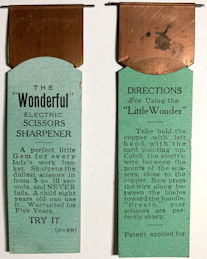 THE
"Wonderful"
ELECTRIC
SCISSORS
SHARPENER
A perfect little
Gem for every la-
dy's work bas-
ket. Sharpens the
dullest scissors in
from 5 to 10 sec-
onds, and NEVER
fails. A child eight
years old can use
it. Warranted for
Five Years.
TRY IT.
(OVER)
DIRECTIONS
For Using the
"Little Wonder"
Take hold the
copper with left
hand, with the
card pointing up.
Catch the electric
wire between the
points of the scis-
sors, close to the
copper. Now press
the wire along be-
tween the blades
toward the handle.
"Presto," your
scissors are per-
fectly sharp.
Patent applied for